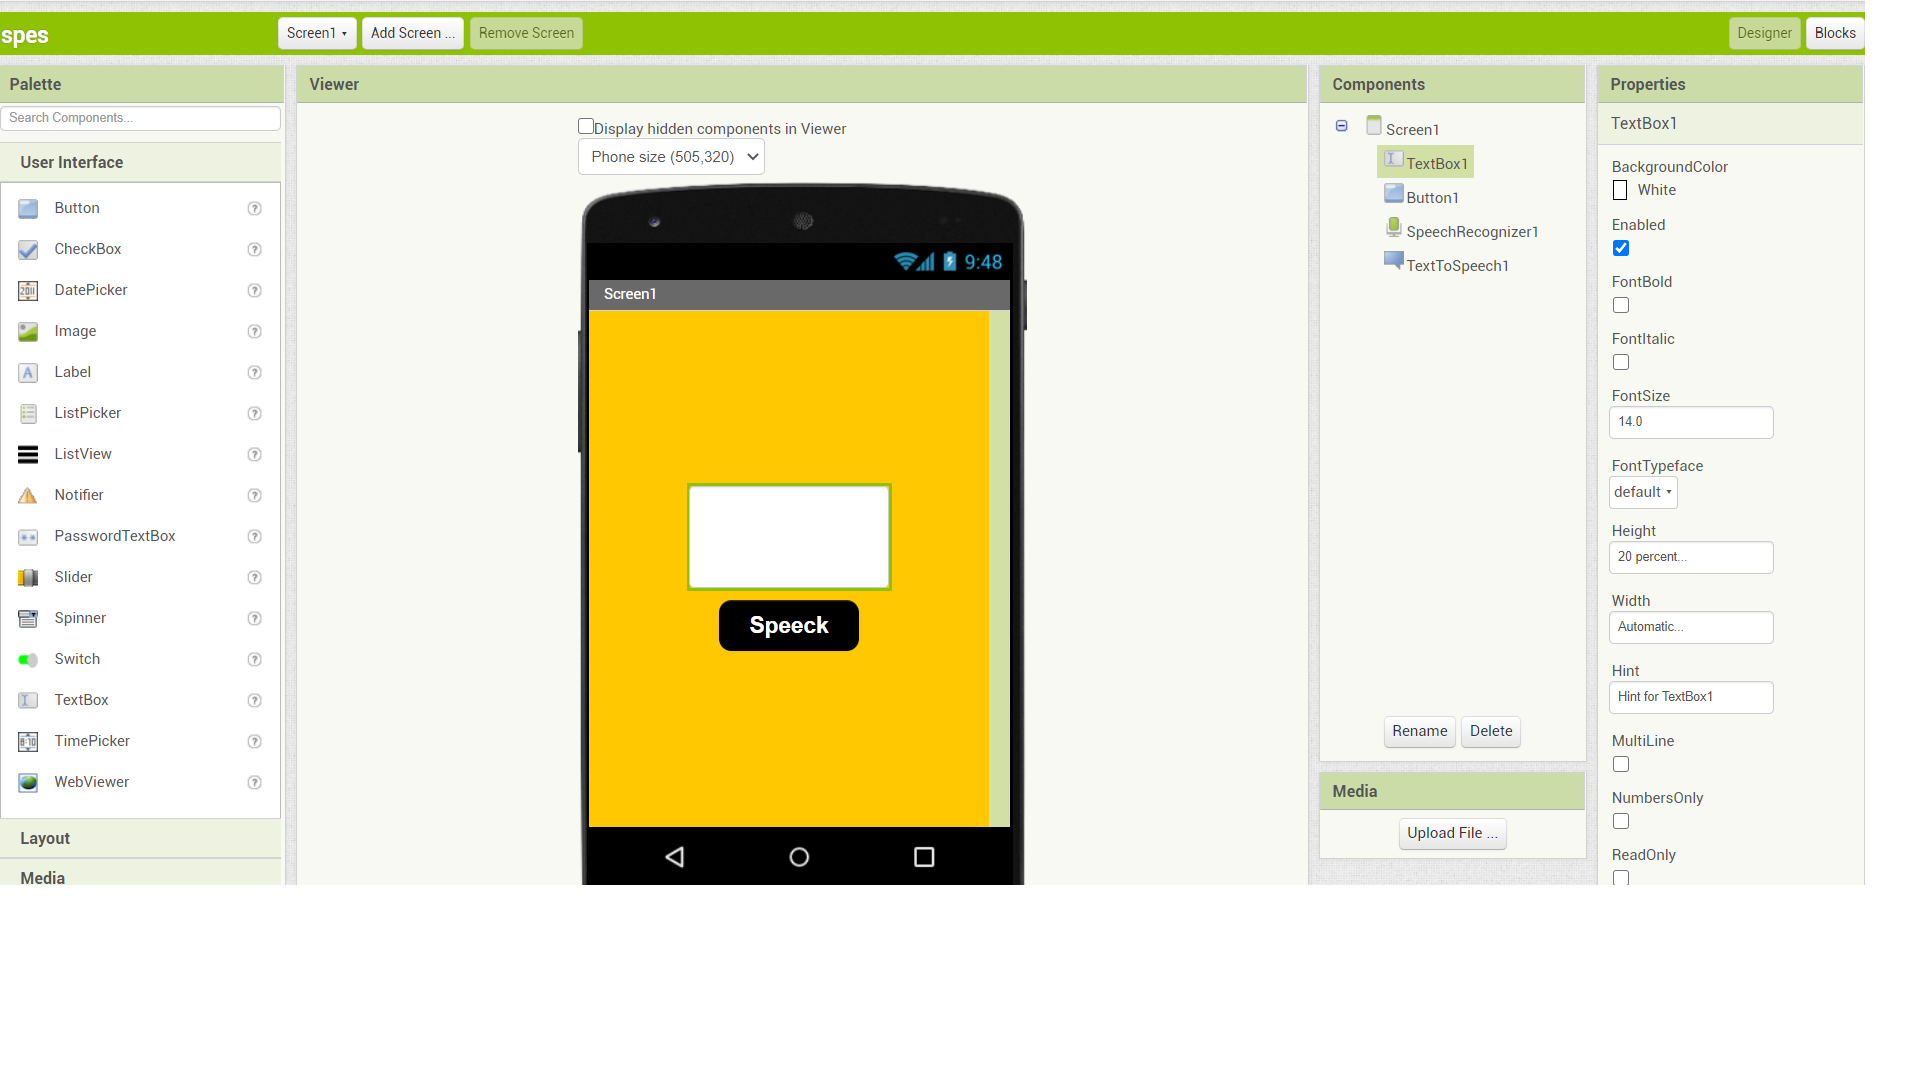 spes
Screen1 Add Screen ... Remove Screen Designer Blocks
Palette
Search Components...
User Interface
Button
CheckBox
DatePicker
Image
Label
ListPicker
ListView
Notifier
PasswordTextBox
Slider
Spinner
Switch
TextBox
TimePicker
WebViewer
Layout
Media
Viewer
Display hidden components in Viewer
Phone size (505,320)
9:48
Screen1
Speeck
Components
Screen1
TextBox1
Button1
SpeechRecognizer1
TextToSpeech1
Rename Delete
Media
Upload File ...
Properties
TextBox1
BackgroundColor
White
Enabled
FontBold
FontItalic
FontSize
14.0
FontTypeface
default
Height
20 percent...
Width
Automatic...
Hint
Hint for TextBox1
MultiLine
NumbersOnly
ReadOnly